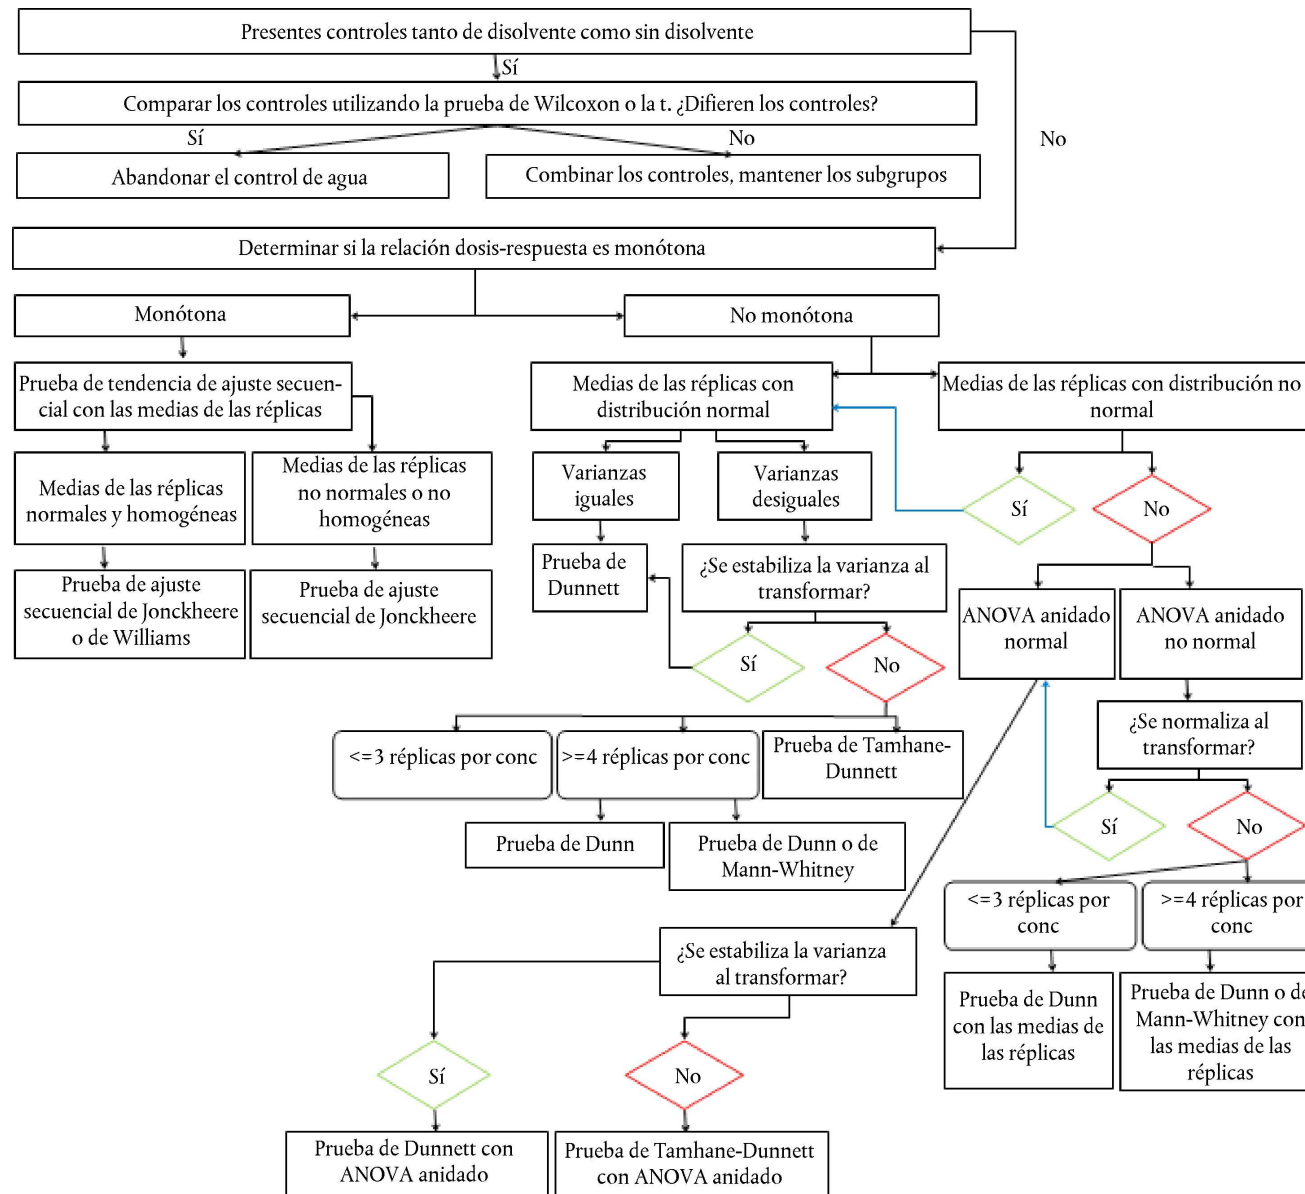 Presentes controles tanto de disolvente como sin disolvente
Sí
No
Comparar los controles utilizando la prueba de Wilcoxon o la t. ¿Difieren los controles?
Sí
No
Abandonar el control de agua
Combinar los controles, mantener los subgrupos
Determinar si la relación dosis-respuesta es monótona
Monótona
No monótona
Prueba de tendencia de ajuste secuen-
cial con las medias de las réplicas
Medias de las réplicas con
distribución normal
Medias de las réplicas con distribución no
normal
Medias de las réplicas
normales y homogéneas
Medias de las réplicas
no normales o no
homogéneas
Varianzas
iguales
Varianzas
desiguales
Sí
No
Prueba de ajuste
secuencial de Jonckheere
o de Williams
Prueba de ajuste
secuencial de Jonckheere
Prueba de
Dunnett
¿Se estabiliza la varianza al
transformar?
ANOVA anidado
normal
ANOVA anidado
no normal
Sí
No
¿Se normaliza al
transformar?
<=3 réplicas por conc
>=4 réplicas por conc
Prueba de Tamhane-
Dunnett
Sí
No
Prueba de Dunn
Prueba de Dunn o de
Mann-Whitney
<=3 réplicas por
conc
>=4 réplicas por
conc
¿Se estabiliza la varianza
al transformar?
Prueba de Dunn
con las medias de
las réplicas
Prueba de Dunn o de
Mann-Whitney con
las medias de las
réplicas
Sí
No
Prueba de Dunnett con
ANOVA anidado
Prueba de Tamhane-Dunnett
con ANOVA anidado